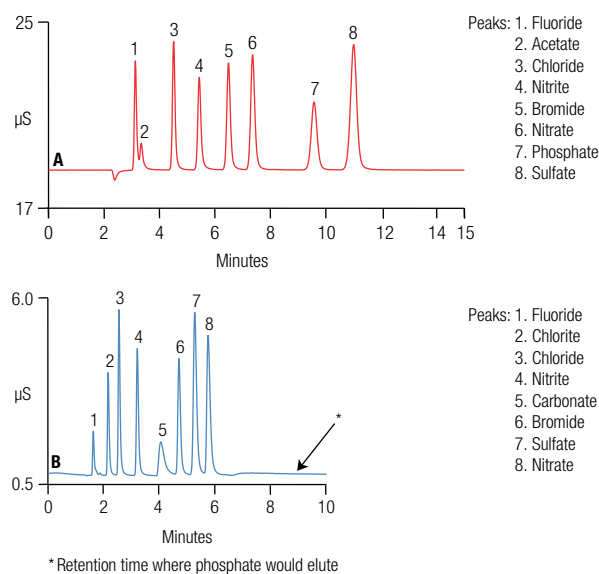 25
µS
17
A
1
2
3
4
5
6
7
8
0 2 4 6 8 10 12 14 15
Minutes
Peaks: 1. Fluoride
2. Acetate
3. Chloride
4. Nitrite
5. Bromide
6. Nitrate
7. Phosphate
8. Sulfate
6.0
µS
0.5
B
1
2
3
4
5
6
7
8
*
0 2 4 6 8 10
Minutes
Peaks: 1. Fluoride
2. Chlorite
3. Chloride
4. Nitrite
5. Carbonate
6. Bromide
7. Sulfate
8. Nitrate
* Retention time where phosphate would elute